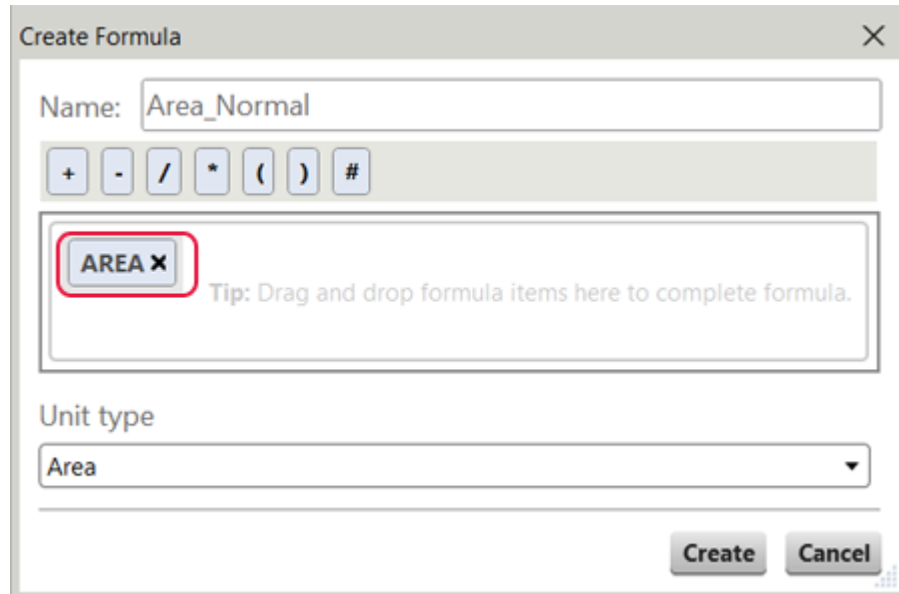 Create Formula
Name: Area_Normal
+ - / * ( ) #
AREA ×
Tip: Drag and drop formula items here to complete formula.
Unit type
Area
Create Cancel